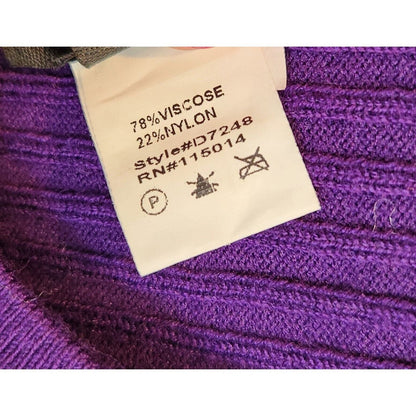 78%VISCOSE
22%NYLON
Style#D7248
RN#115014
P